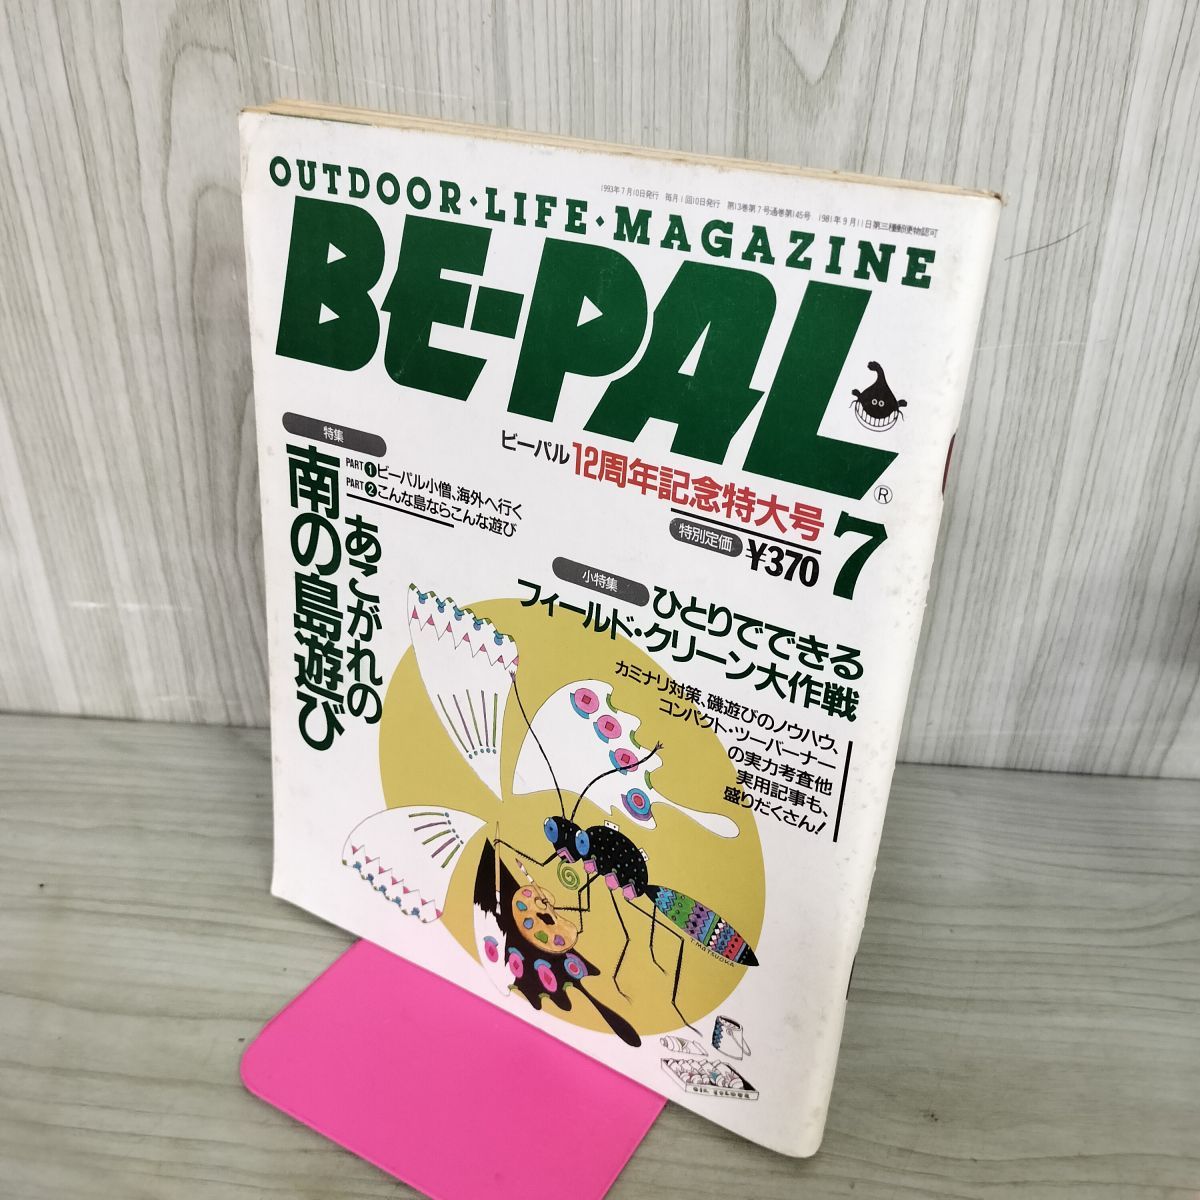 1993年7月10日発行 毎月1回10日発行 第13巻第7号通巻第145号 1981年9月11日第三種郵便物認可
OUTDOOR・LIFE・MAGAZINE
BE-PAL
®
ビーパル12周年記念特大号
特別定価
¥370
7
特集
PART①ビーパル小僧、海外へ行く
PART②こんな島ならこんな遊び
あこがれの
南の島遊び
小特集
ひとりでできる
フィールド・クリーン大作戦
カミナリ対策、磯遊びのノウハウ、
コンパクト・ツーバーナー
の実力考査他
実用記事も、
盛りだくさん!
T.MATSUOKA
OIL COLORS